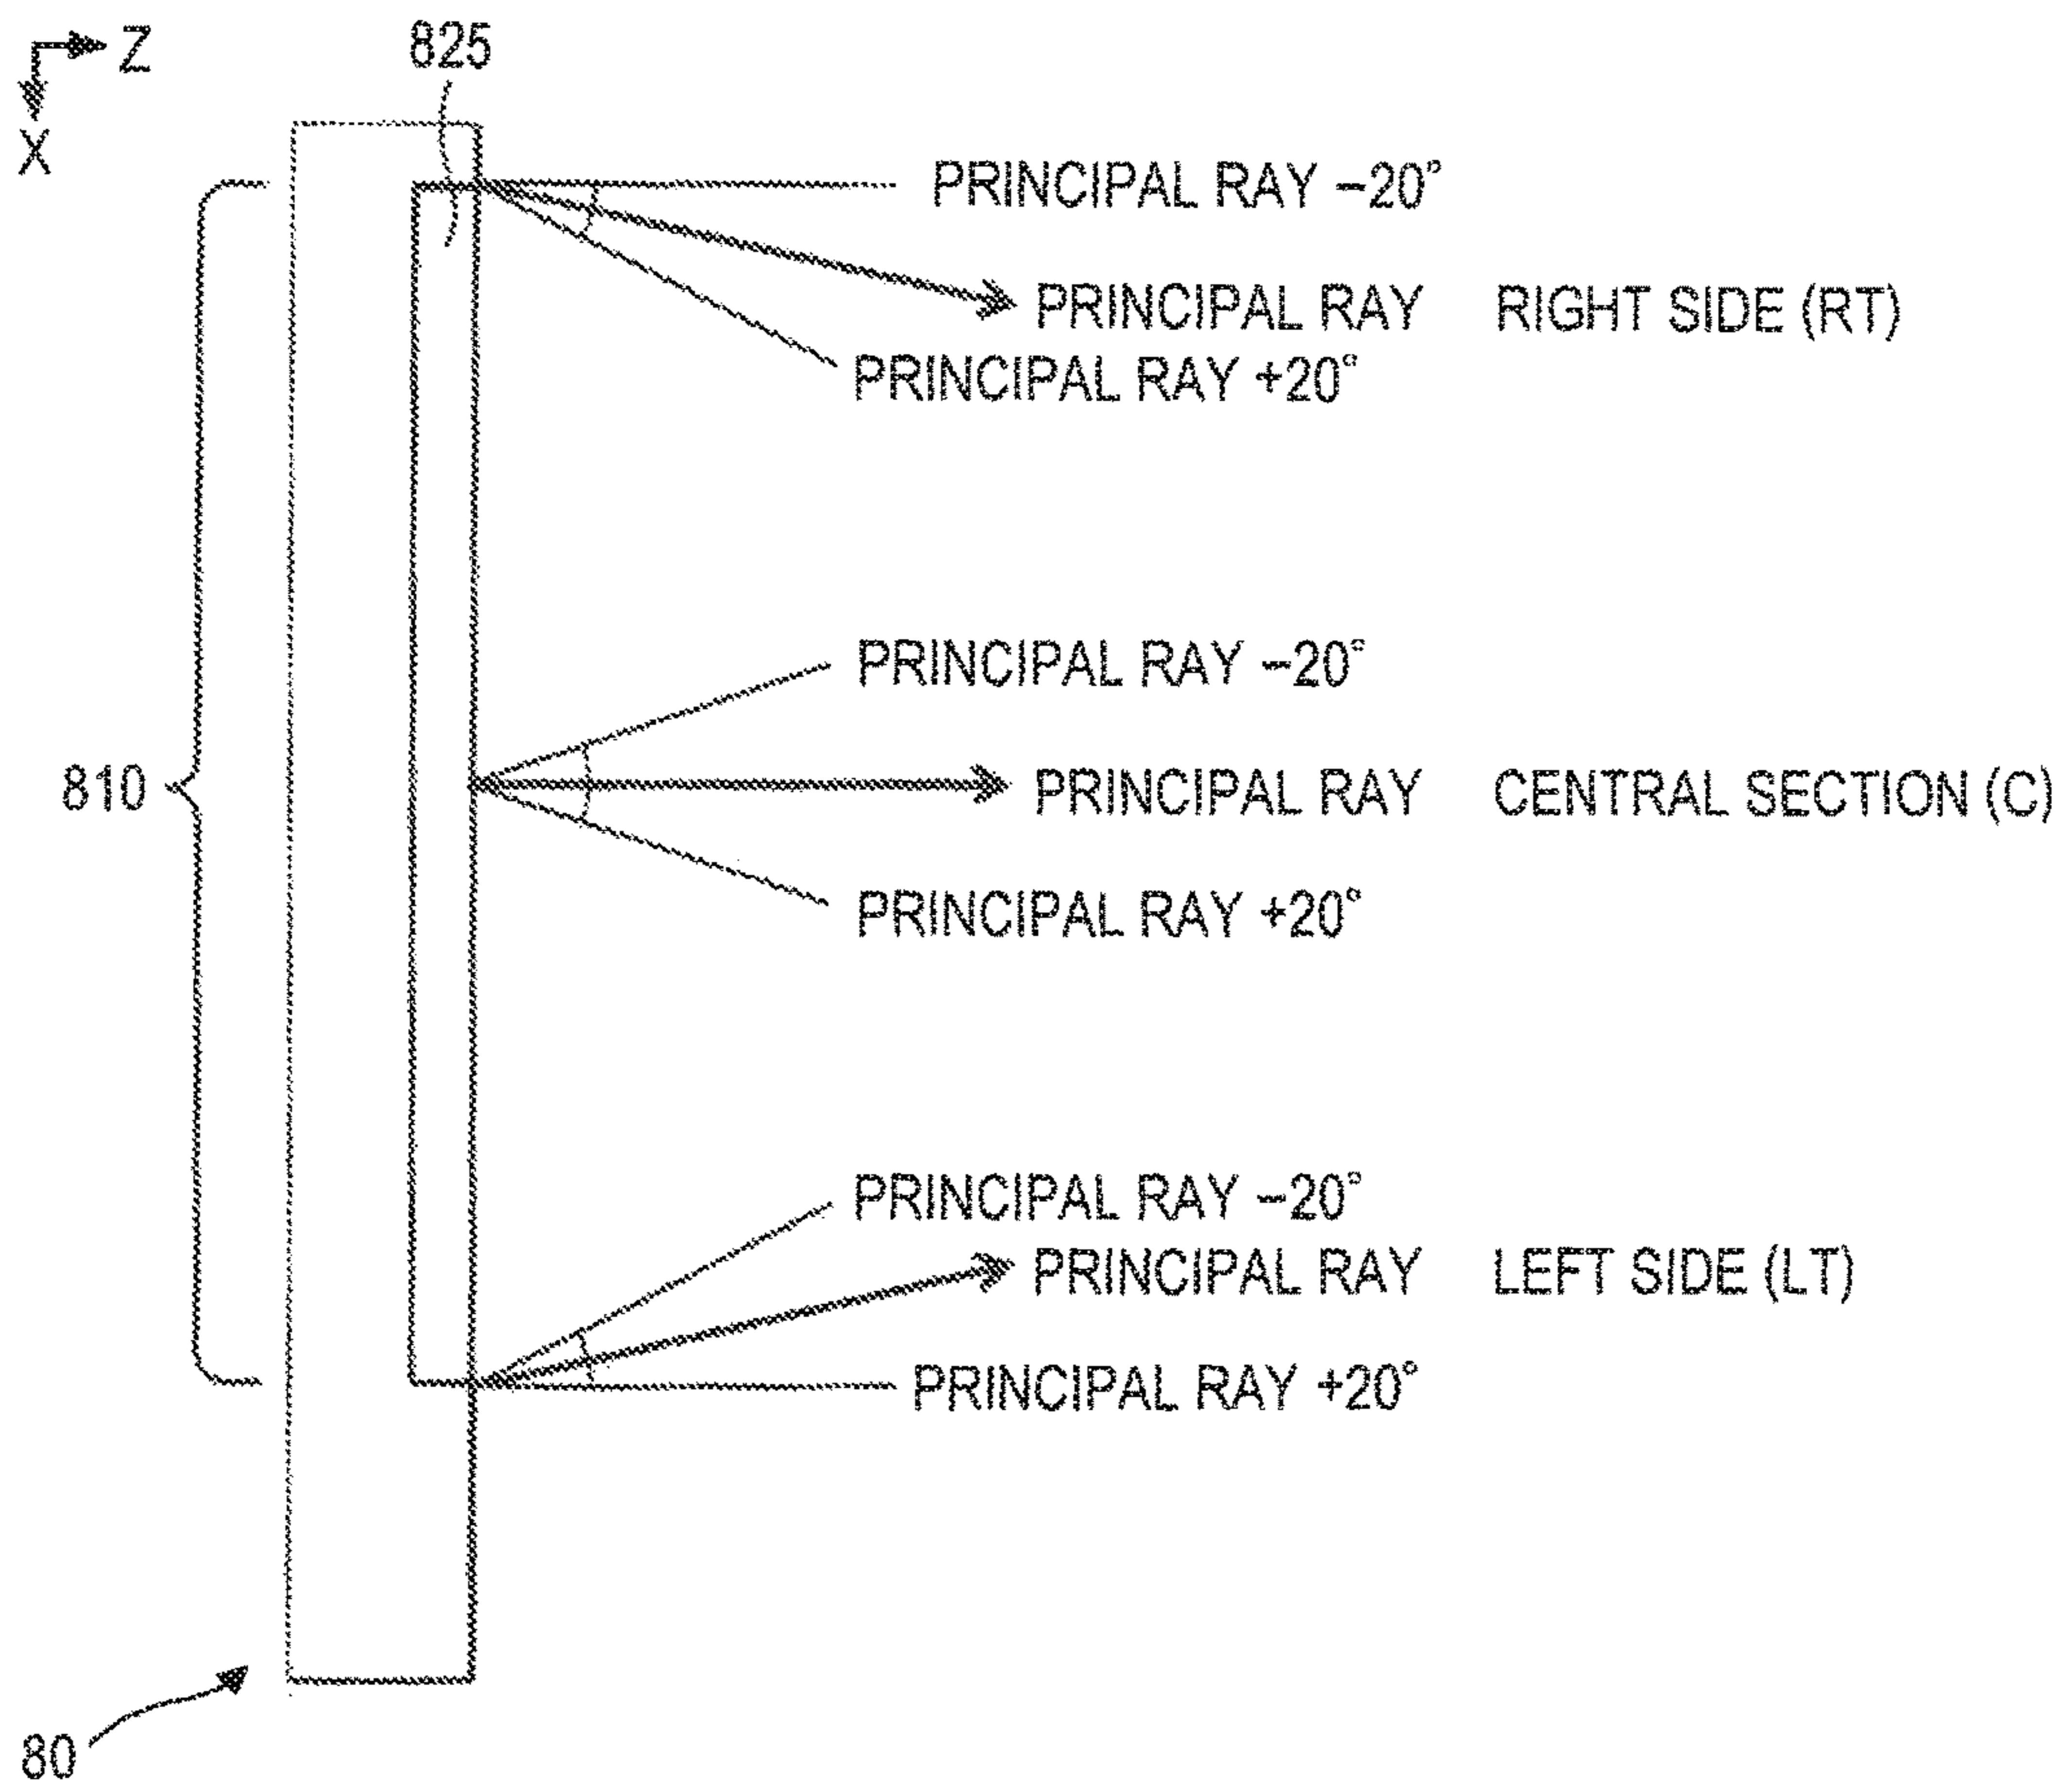 825
Z
X
PRINCIPAL RAY −20°
PRINCIPAL RAY RIGHT SIDE (RT)
PRINCIPAL RAY +20°
PRINCIPAL RAY −20°
810 PRINCIPAL RAY CENTRAL SECTION (C)
PRINCIPAL RAY +20°
PRINCIPAL RAY −20°
PRINCIPAL RAY LEFT SIDE (LT)
PRINCIPAL RAY +20°
80